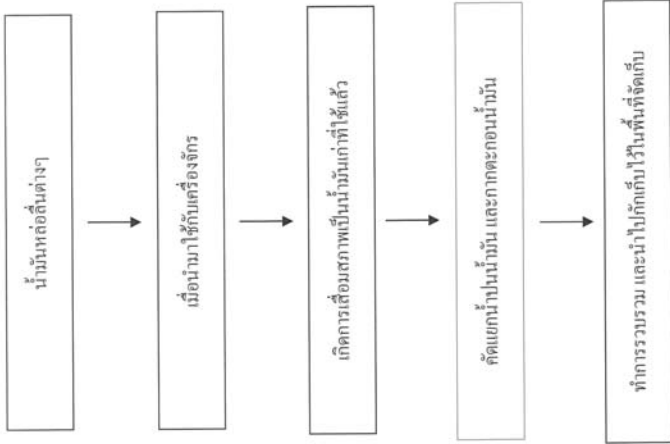 น้ำมันหล่อลื่นต่างๆ
เมื่อนำมาใช้กับเครื่องจักร
เกิดการเสื่อมสภาพเป็นน้ำมันเก่าที่ใช้แล้ว
คัดแยกน้ำปนน้ำมัน และกากตะกอนน้ำมัน
ทำการรวบรวม และนำไปกักเก็บไว้ในพื้นที่จัดเก็บ